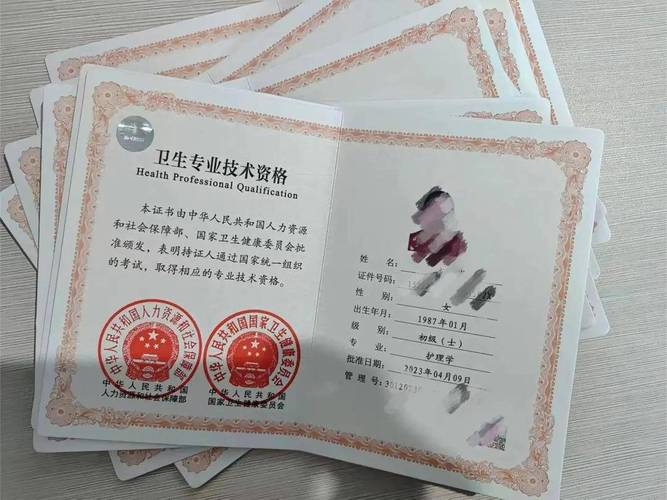 卫生专业技术资格
Health Professional Qualification
本证书由中华人民共和国人力资源
和社会保障部、国家卫生健康委员会批
准颁发，表明持证人通过国家统一组织
的考试，取得相应的专业技术资格。
中华人民共和国人力资源和社会保障部
中华人民共和国国家卫生健康委员会
中华人民共和国
人力资源和社会保障部
中华人民共和国
国家卫生健康委员会
姓 名：
证件号码：
性 别： 女
出生年月： 1987年01月
级 别： 初级（士）
专 业： 护理学
批准日期： 2023年04月09日
管 理 号：